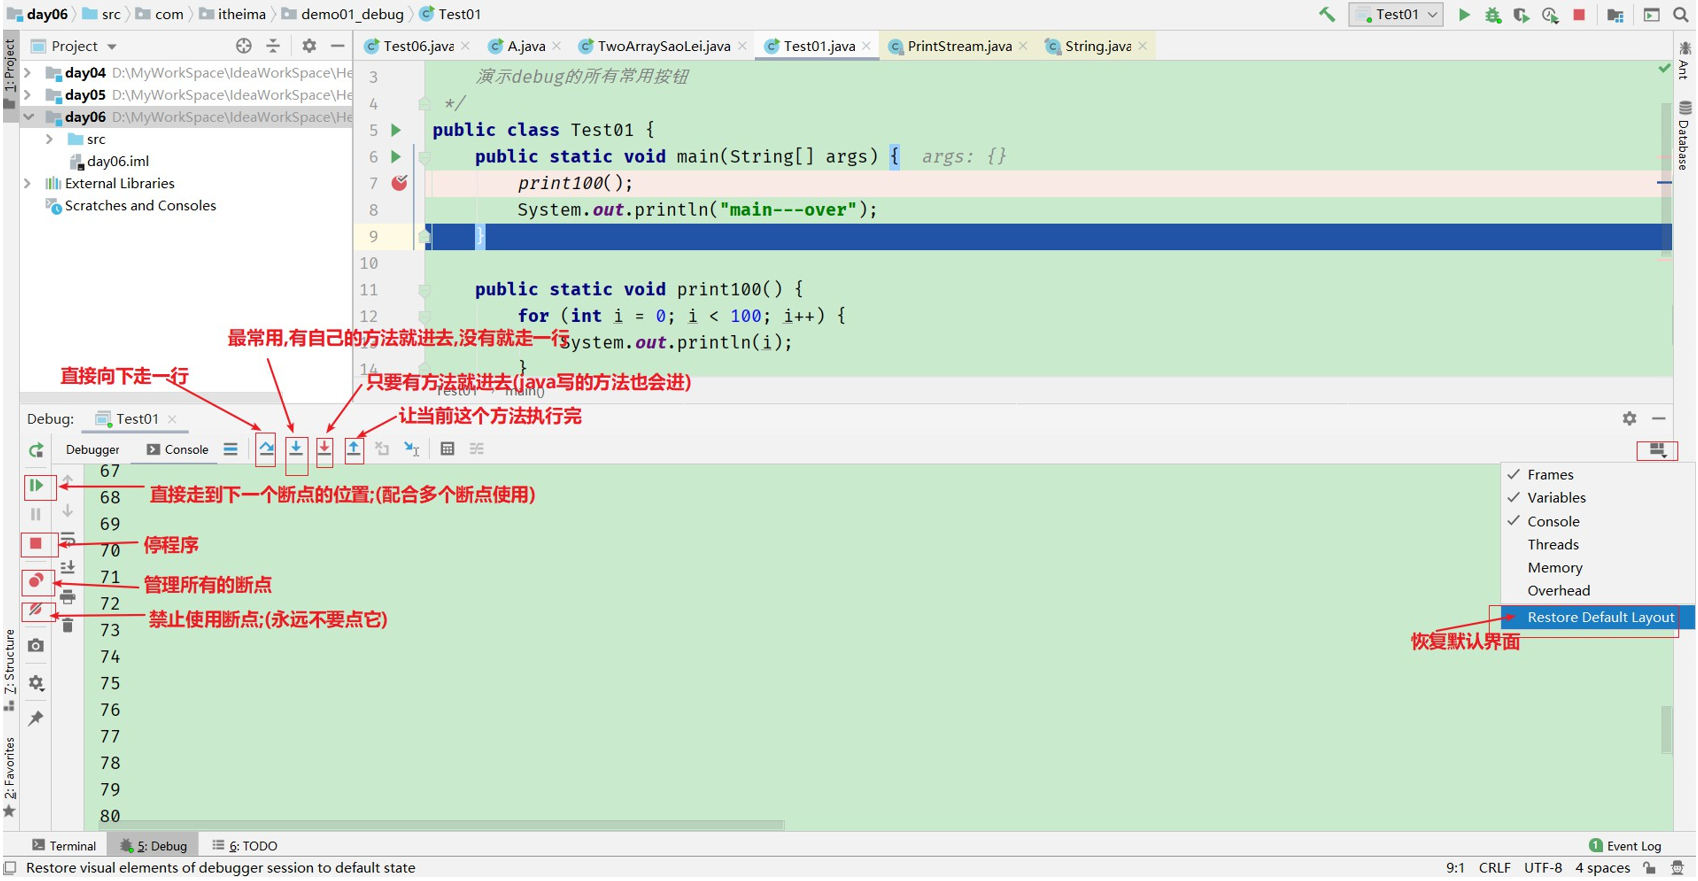 day06 src com itheima demo01_debug Test01
Test01
Project
Test06.java A.java TwoArraySaoLei.java Test01.java PrintStream.java String.java
1: Project
day04 D:\MyWorkSpace\IdeaWorkSpace\He
day05 D:\MyWorkSpace\IdeaWorkSpace\He
day06 D:\MyWorkSpace\IdeaWorkSpace\He
src
day06.iml
External Libraries
Scratches and Consoles
Ant
Database
3 演示debug的所有常用按钮
4 */
5 public class Test01 {
6 public static void main(String[] args) { args: {}
7 print100();
8 System.out.println("main---over");
9 }
10
11 public static void print100() {
12 for (int i = 0; i < 100; i++) {
System.out.println(i);
14 }
Test01 main()
最常用,有自己的方法就进去,没有就走一行
直接向下走一行
只要有方法就进去(java写的方法也会进)
让当前这个方法执行完
Debug: Test01
Debugger Console
67
68
69
70
71
72
73
74
75
76
77
78
79
80
直接走到下一个断点的位置;(配合多个断点使用)
停程序
管理所有的断点
禁止使用断点;(永远不要点它)
Frames
Variables
Console
Threads
Memory
Overhead
Restore Default Layout
恢复默认界面
Z: Structure
2: Favorites
Terminal 5: Debug 6: TODO
1 Event Log
Restore visual elements of debugger session to default state
9:1 CRLF UTF-8 4 spaces